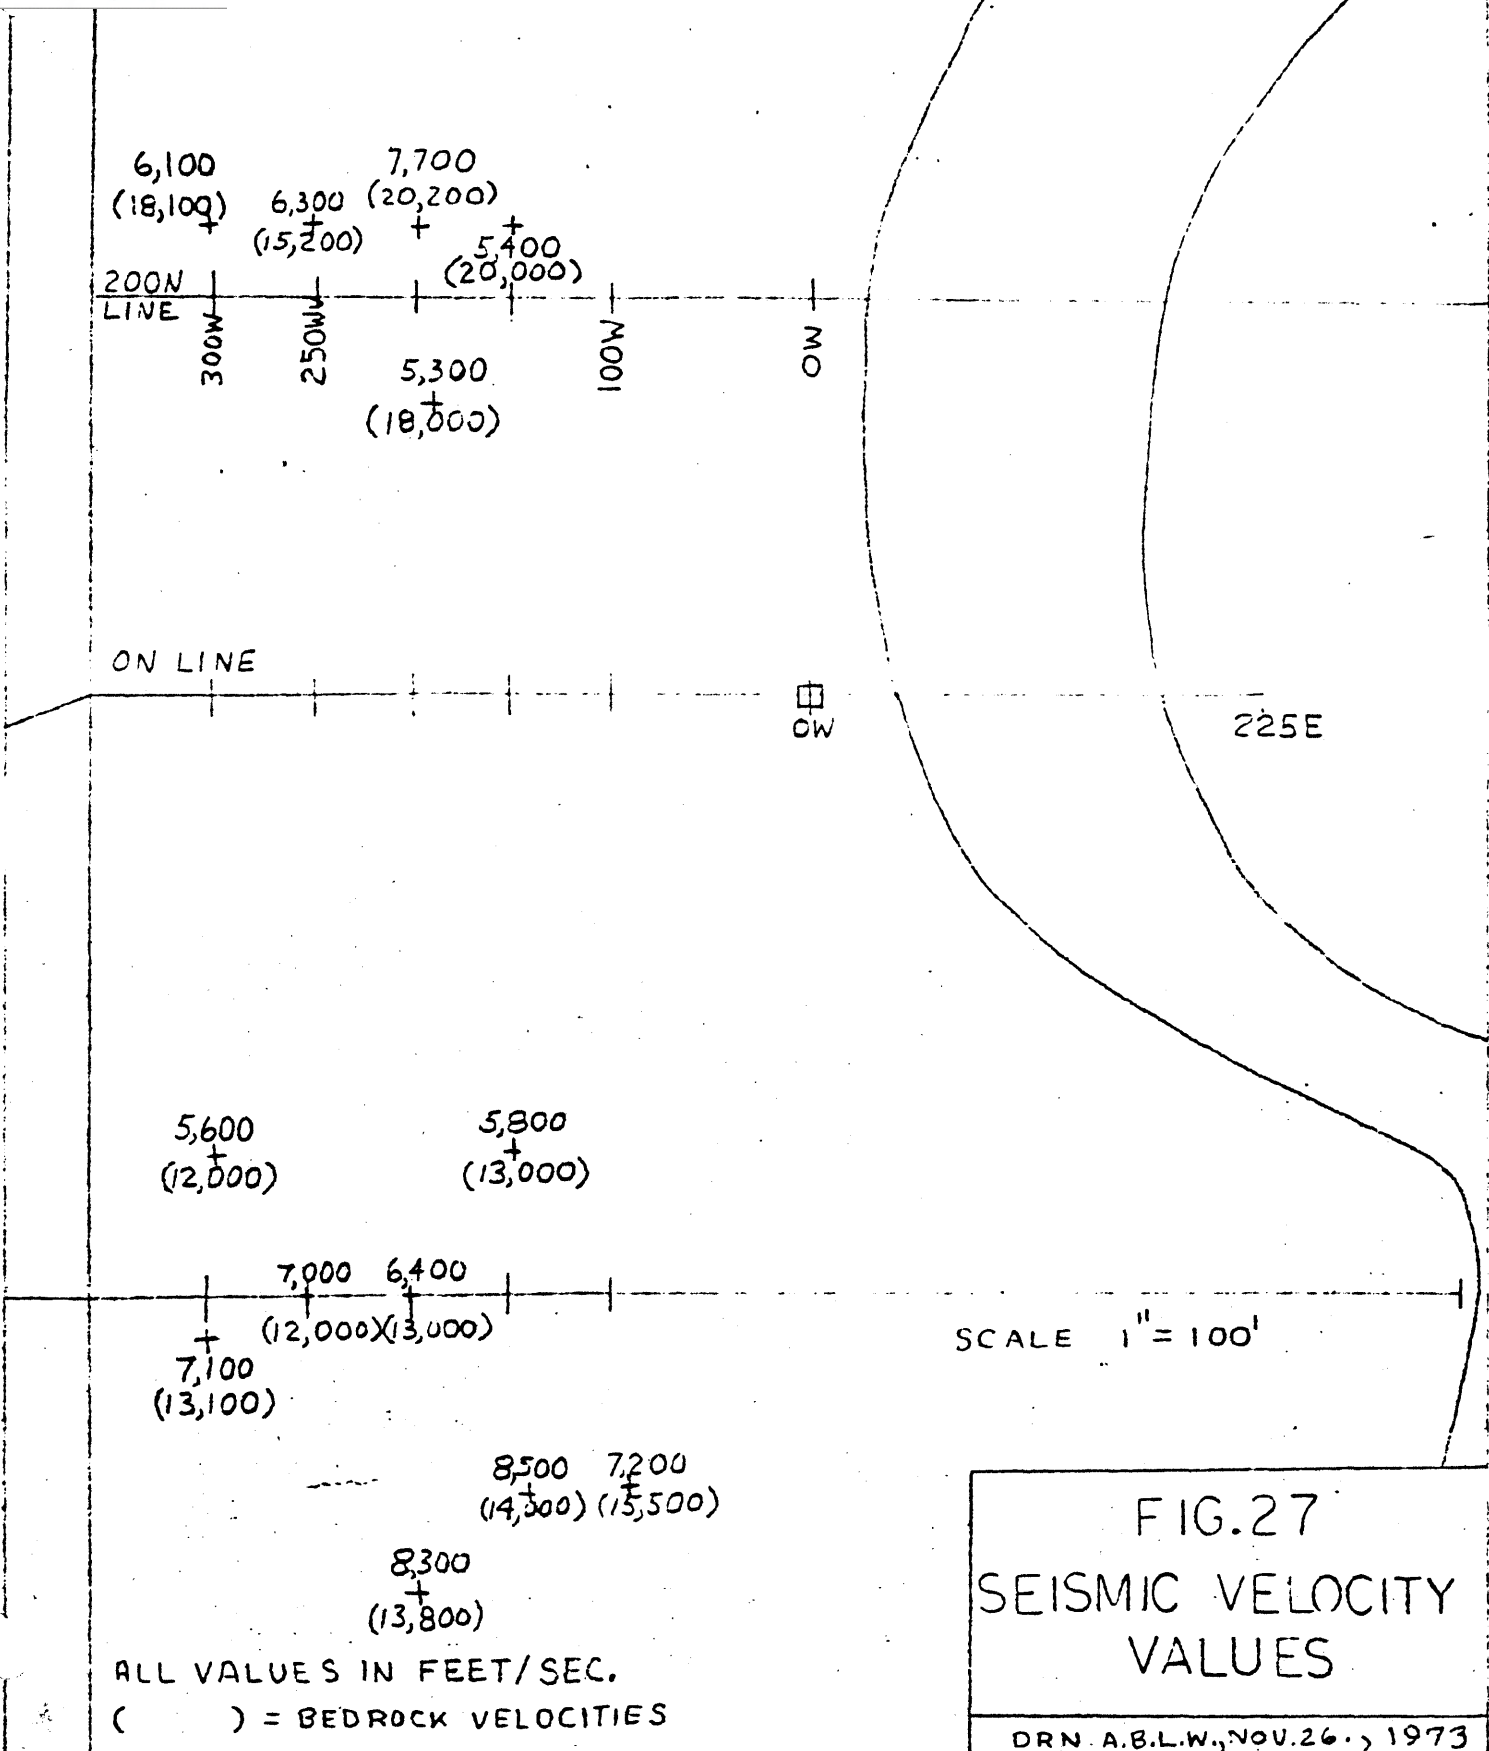 6,100
(18,100)
6,300
(15,200)
7,700
(20,200)
5,400
(20,000)
200N
LINE
300W
250W
100W
0W
5,300
(18,000)
ON LINE
0W
225E
5,600
(12,000)
5,800
(13,000)
7,000 6,400
(12,000)(13,000)
7,100
(13,100)
SCALE 1"= 100'
8,500 7,200
(14,300) (15,500)
8,300
(13,800)
ALL VALUES IN FEET/SEC.
( ) = BEDROCK VELOCITIES
FIG.27
SEISMIC VELOCITY
VALUES
DRN. A.B.L.W., NOV.26., 1973